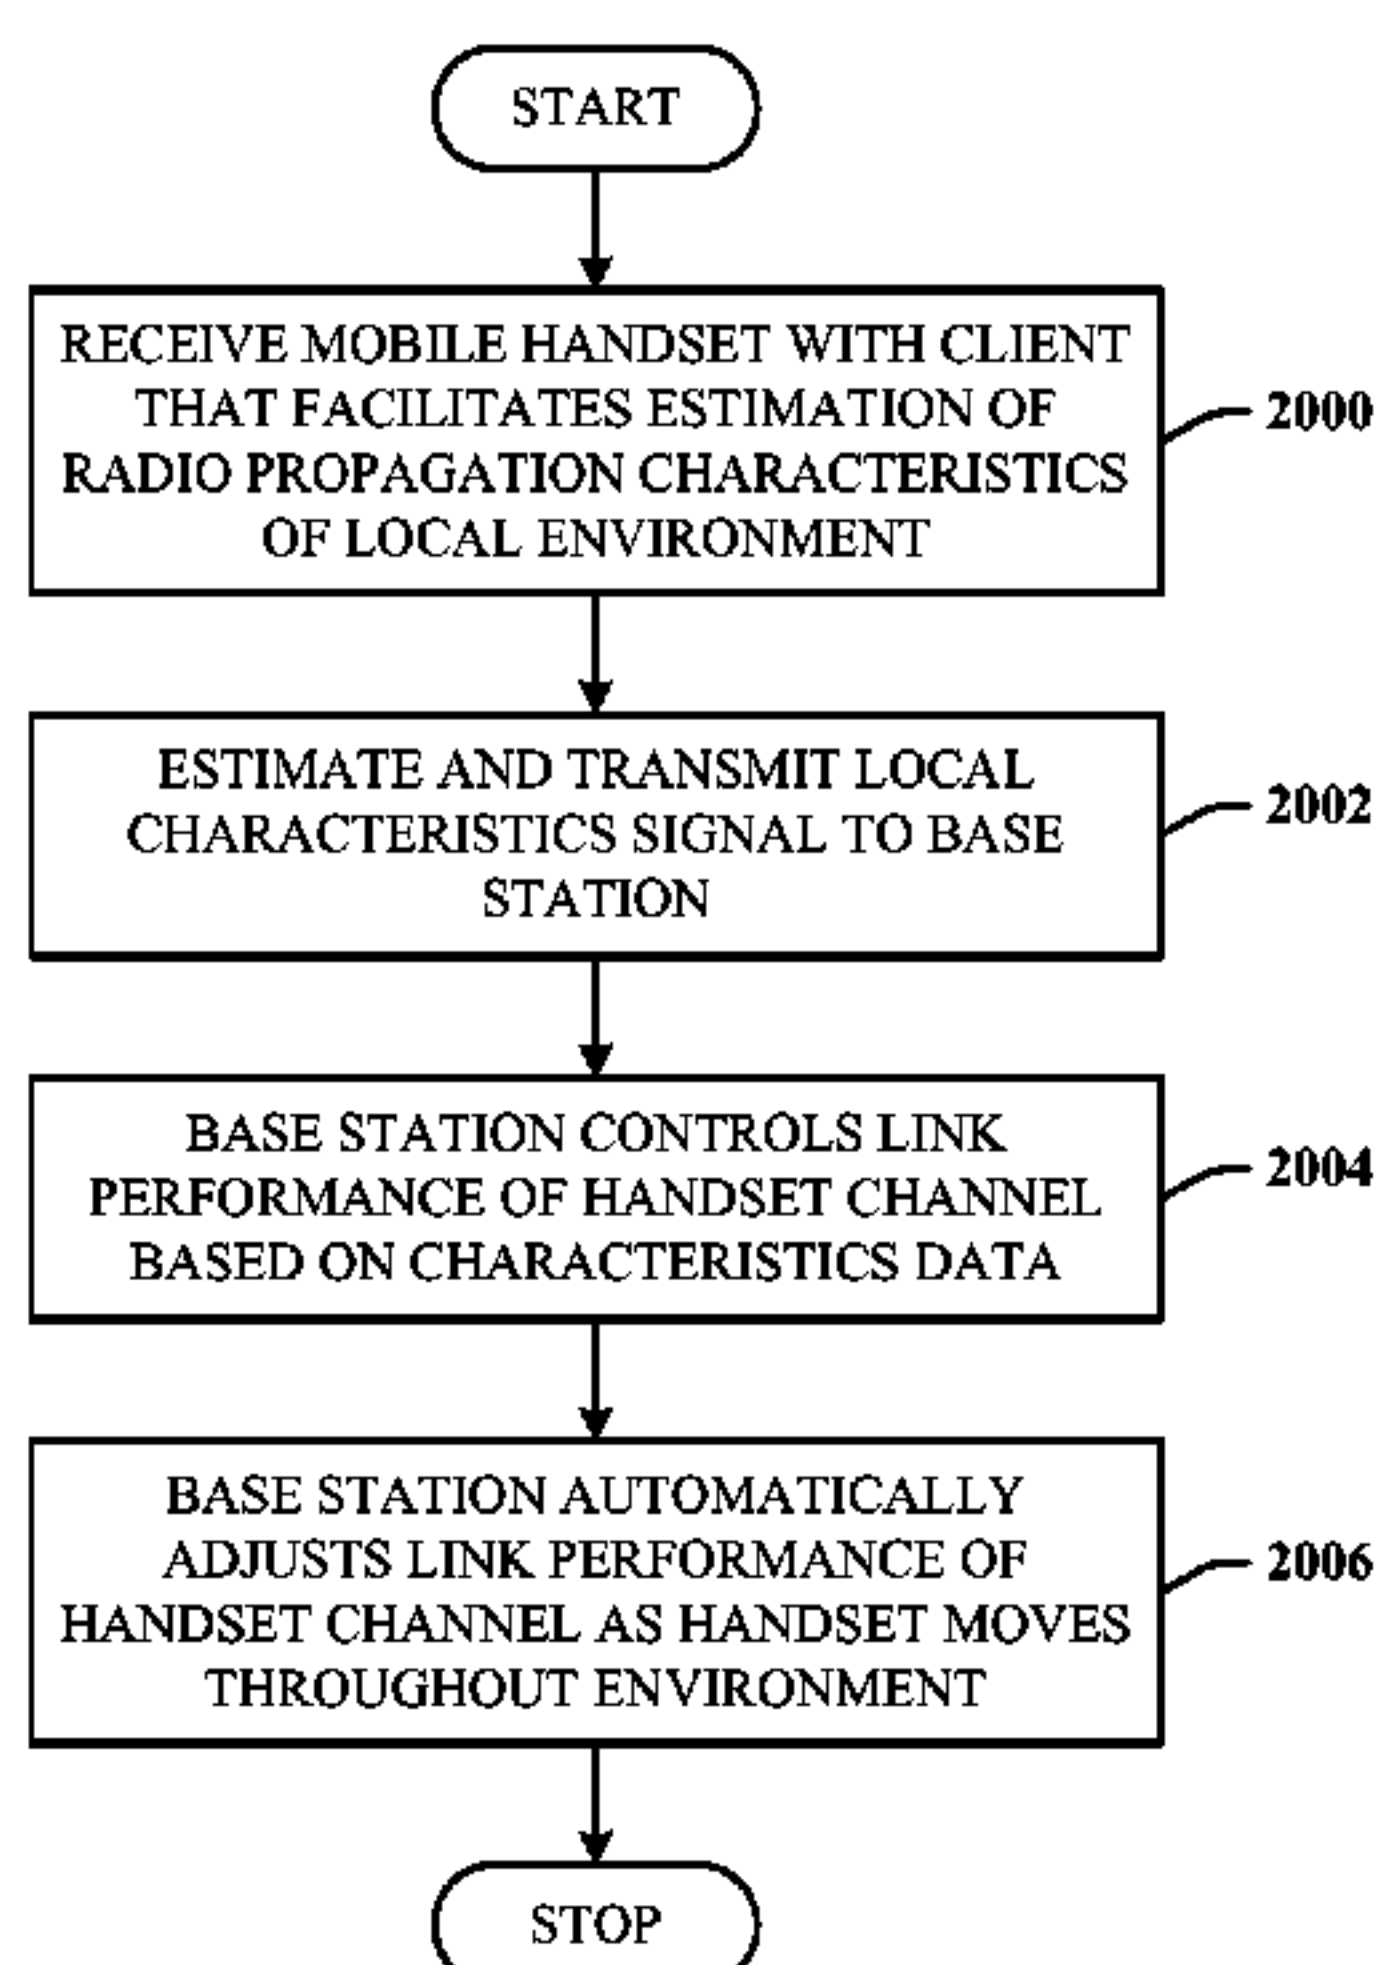 START
RECEIVE MOBILE HANDSET WITH CLIENT
THAT FACILITATES ESTIMATION OF
RADIO PROPAGATION CHARACTERISTICS
OF LOCAL ENVIRONMENT
2000
ESTIMATE AND TRANSMIT LOCAL
CHARACTERISTICS SIGNAL TO BASE
STATION
2002
BASE STATION CONTROLS LINK
PERFORMANCE OF HANDSET CHANNEL
BASED ON CHARACTERISTICS DATA
2004
BASE STATION AUTOMATICALLY
ADJUSTS LINK PERFORMANCE OF
HANDSET CHANNEL AS HANDSET MOVES
THROUGHOUT ENVIRONMENT
2006
STOP